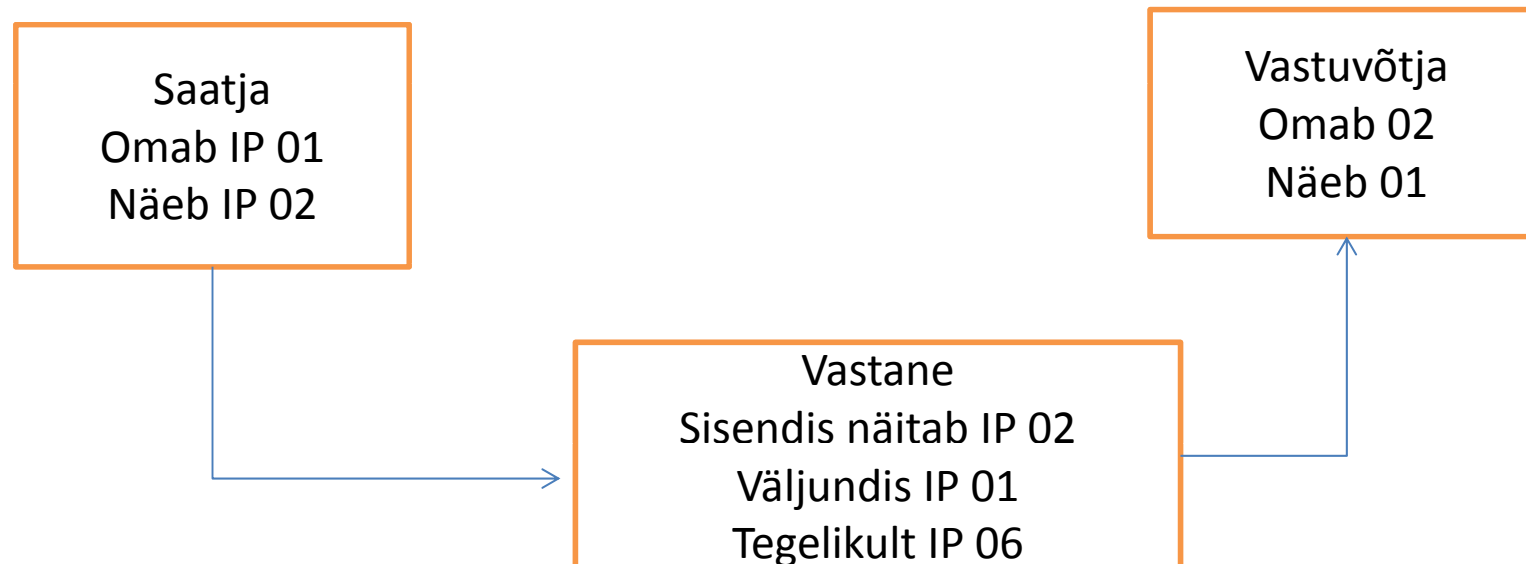 Saatja
Omab IP 01
Näeb IP 02
Vastuvõtja
Omab 02
Näeb 01
Vastane
Sisendis näitab IP 02
Väljundis IP 01
Tegelikult IP 06